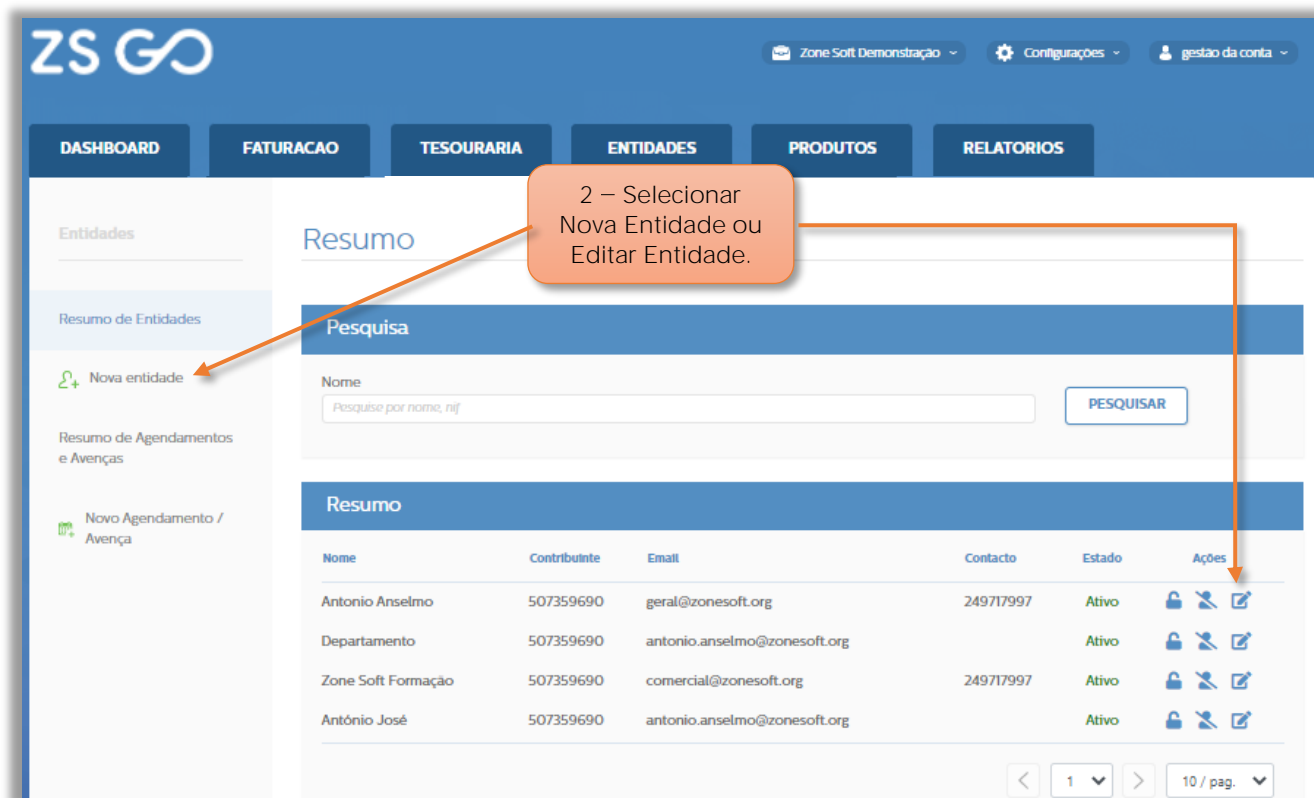 ZS GO
Zone Soft Demonstração
Configurações
gestão da conta
DASHBOARD
FATURACAO
TESOURARIA
ENTIDADES
PRODUTOS
RELATORIOS
2 – Selecionar
Nova Entidade ou
Editar Entidade.
Entidades
Resumo de Entidades
Nova entidade
Resumo de Agendamentos
e Avenças
Novo Agendamento /
Avença
Resumo
Pesquisa
Nome
Pesquise por nome, nif
PESQUISAR
Resumo
Nome Contribuinte Email Contacto Estado Ações
Antonio Anselmo 507359690 geral@zonesoft.org 249717997 Ativo
Departamento 507359690 antonio.anselmo@zonesoft.org Ativo
Zone Soft Formação 507359690 comercial@zonesoft.org 249717997 Ativo
António José 507359690 antonio.anselmo@zonesoft.org Ativo
1 10 / pag.